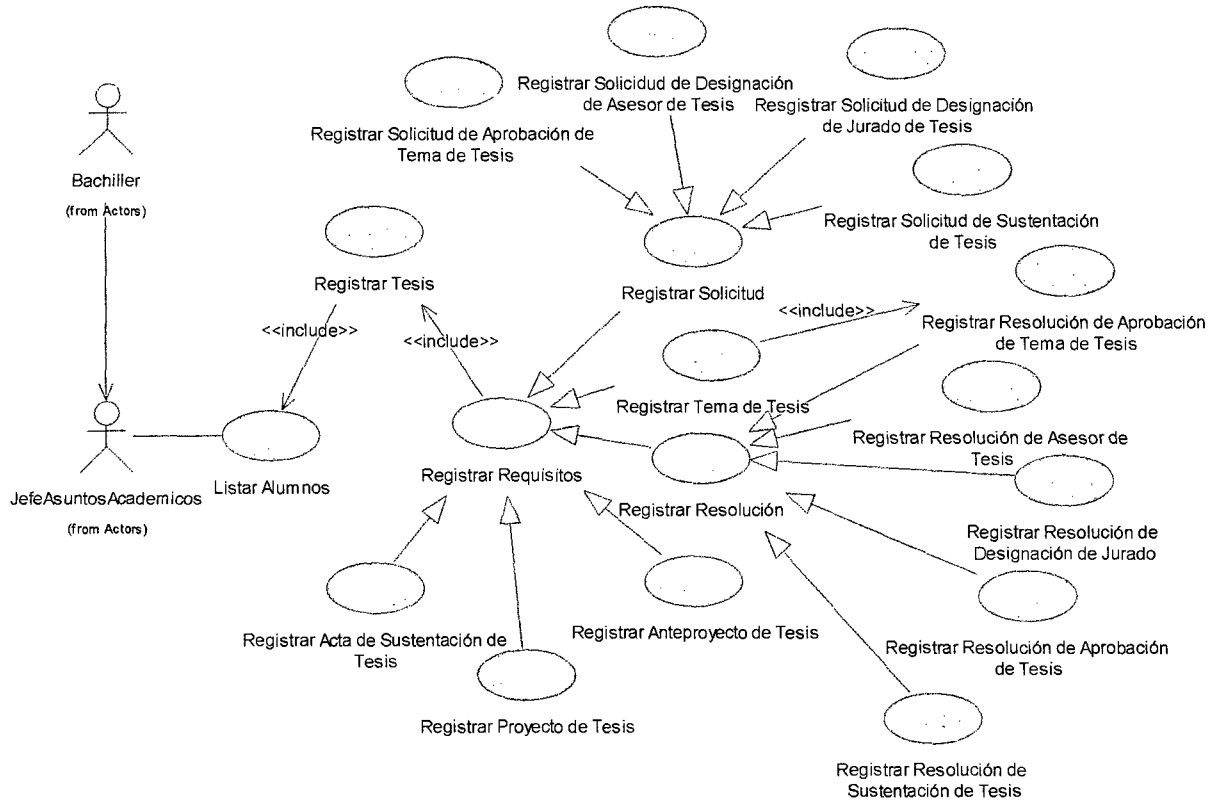 Registrar Solicidud de Designación
de Asesor de Tesis
Resgistrar Solicitud de Designación
de Jurado de Tesis
Registrar Solicitud de Aprobación de
Tema de Tesis
Bachiller
(from Actors)
Registrar Solicitud de Sustentación
de Tesis
Registrar Tesis
Registrar Solicitud
<<include>>
<<include>>
<<include>>
Registrar Resolución de Aprobación
de Tema de Tesis
Registrar Tema de Tesis
Registrar Resolución de Asesor de
Tesis
Listar Alumnos
JefeAsuntosAcademicos
(from Actors)
Registrar Requisitos
Registrar Resolución
Registrar Resolución de
Designación de Jurado
Registrar Acta de Sustentación de
Tesis
Registrar Anteproyecto de Tesis
Registrar Resolución de Aprobación
de Tesis
Registrar Proyecto de Tesis
Registrar Resolución de
Sustentación de Tesis